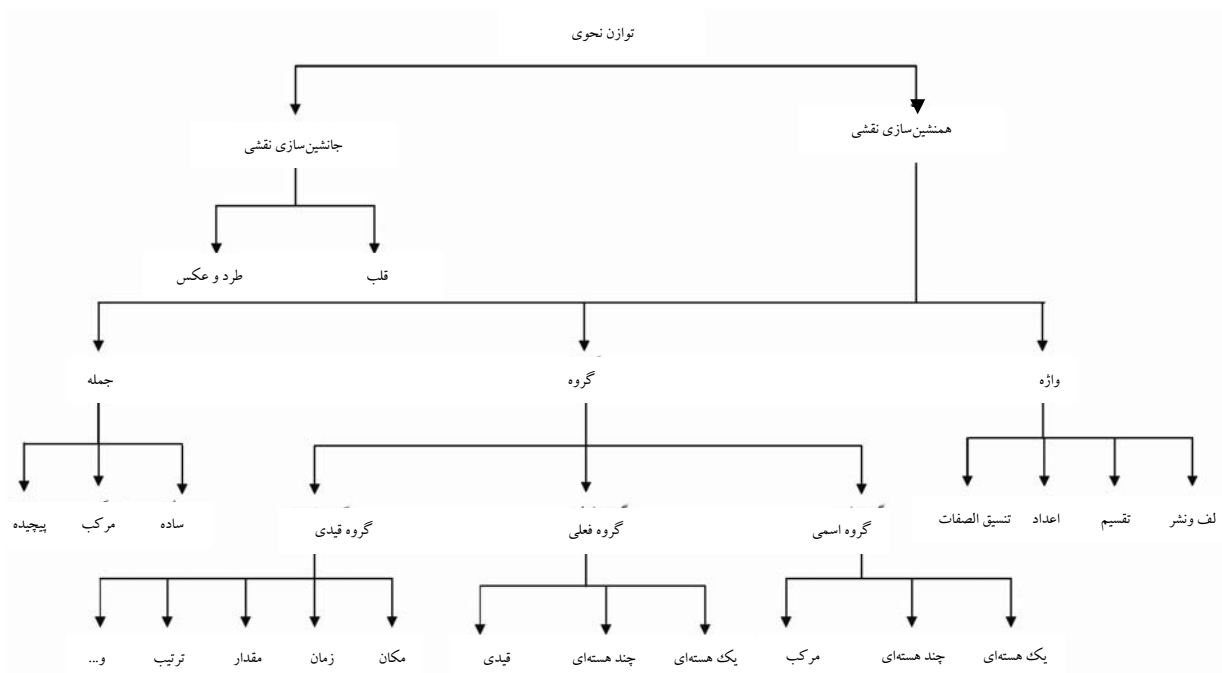 توازن نحوی
همنشین‌سازی نقشی
جانشین‌سازی نقشی
قلب
طرد و عکس
واژه
گروه
جمله
لف ونشر
تقسیم
اعداد
تنسیق الصفات
گروه اسمی
گروه فعلی
گروه قیدی
ساده
مرکب
پیچیده
یک هسته‌ای
چند هسته‌ای
مرکب
یک هسته‌ای
چند هسته‌ای
قیدی
مکان
زمان
مقدار
ترتیب
و...